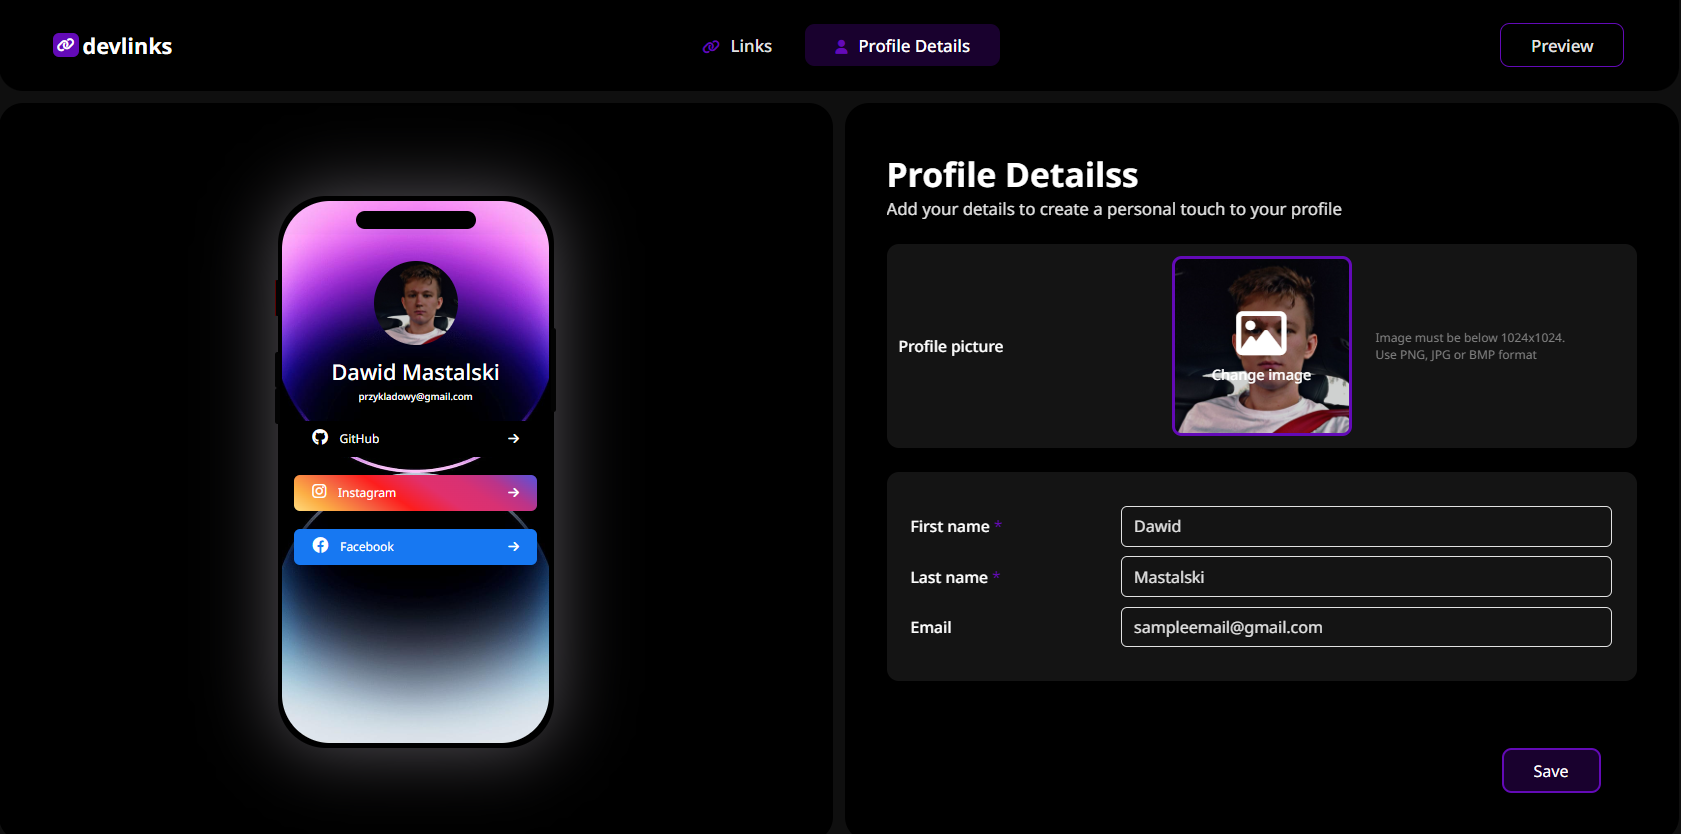 devlinks
Links
Profile Details
Preview
Dawid Mastalski
przykladowy@gmail.com
GitHub
Instagram
Facebook
Profile Detailss
Add your details to create a personal touch to your profile
Profile picture
Change image
Image must be below 1024x1024.
Use PNG, JPG or BMP format
First name * Dawid
Last name * Mastalski
Email sampleemail@gmail.com
Save